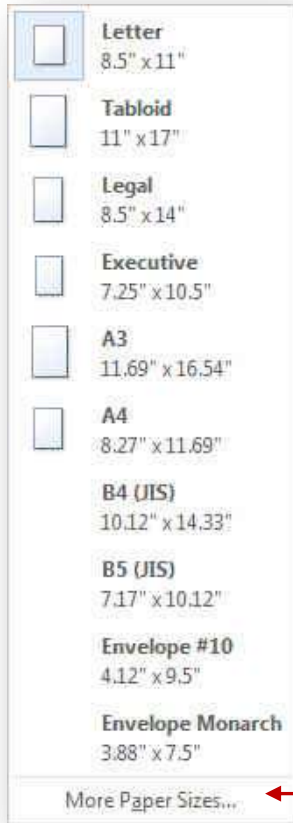 Letter
8.5" x 11"
Tabloid
11" x 17"
Legal
8.5" x 14"
Executive
7.25" x 10.5"
A3
11.69" x 16.54"
A4
8.27" x 11.69"
B4 (JIS)
10.12" x 14.33"
B5 (JIS)
7.17" x 10.12"
Envelope #10
4.12" x 9.5"
Envelope Monarch
3.88" x 7.5"
More Paper Sizes...